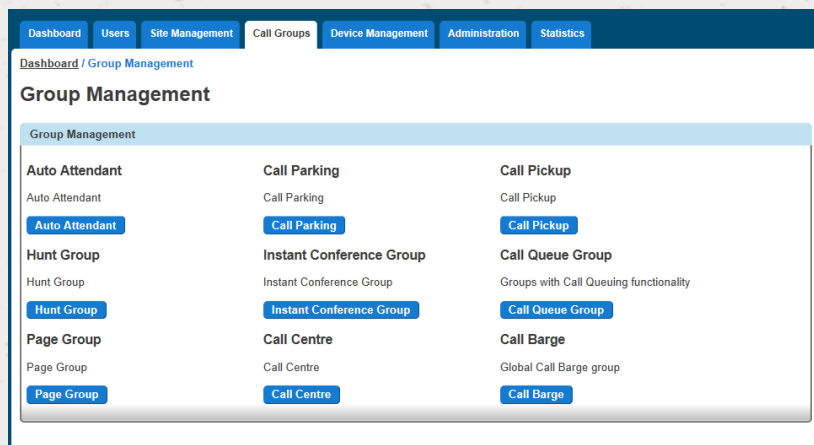 Dashboard Users Site Management Call Groups Device Management Administration Statistics
Dashboard / Group Management
Group Management
Group Management
Auto Attendant Call Parking Call Pickup
Auto Attendant Call Parking Call Pickup
Auto Attendant Call Parking Call Pickup
Hunt Group Instant Conference Group Call Queue Group
Hunt Group Instant Conference Group Groups with Call Queuing functionality
Hunt Group Instant Conference Group Call Queue Group
Page Group Call Centre Call Barge
Page Group Call Centre Global Call Barge group
Page Group Call Centre Call Barge